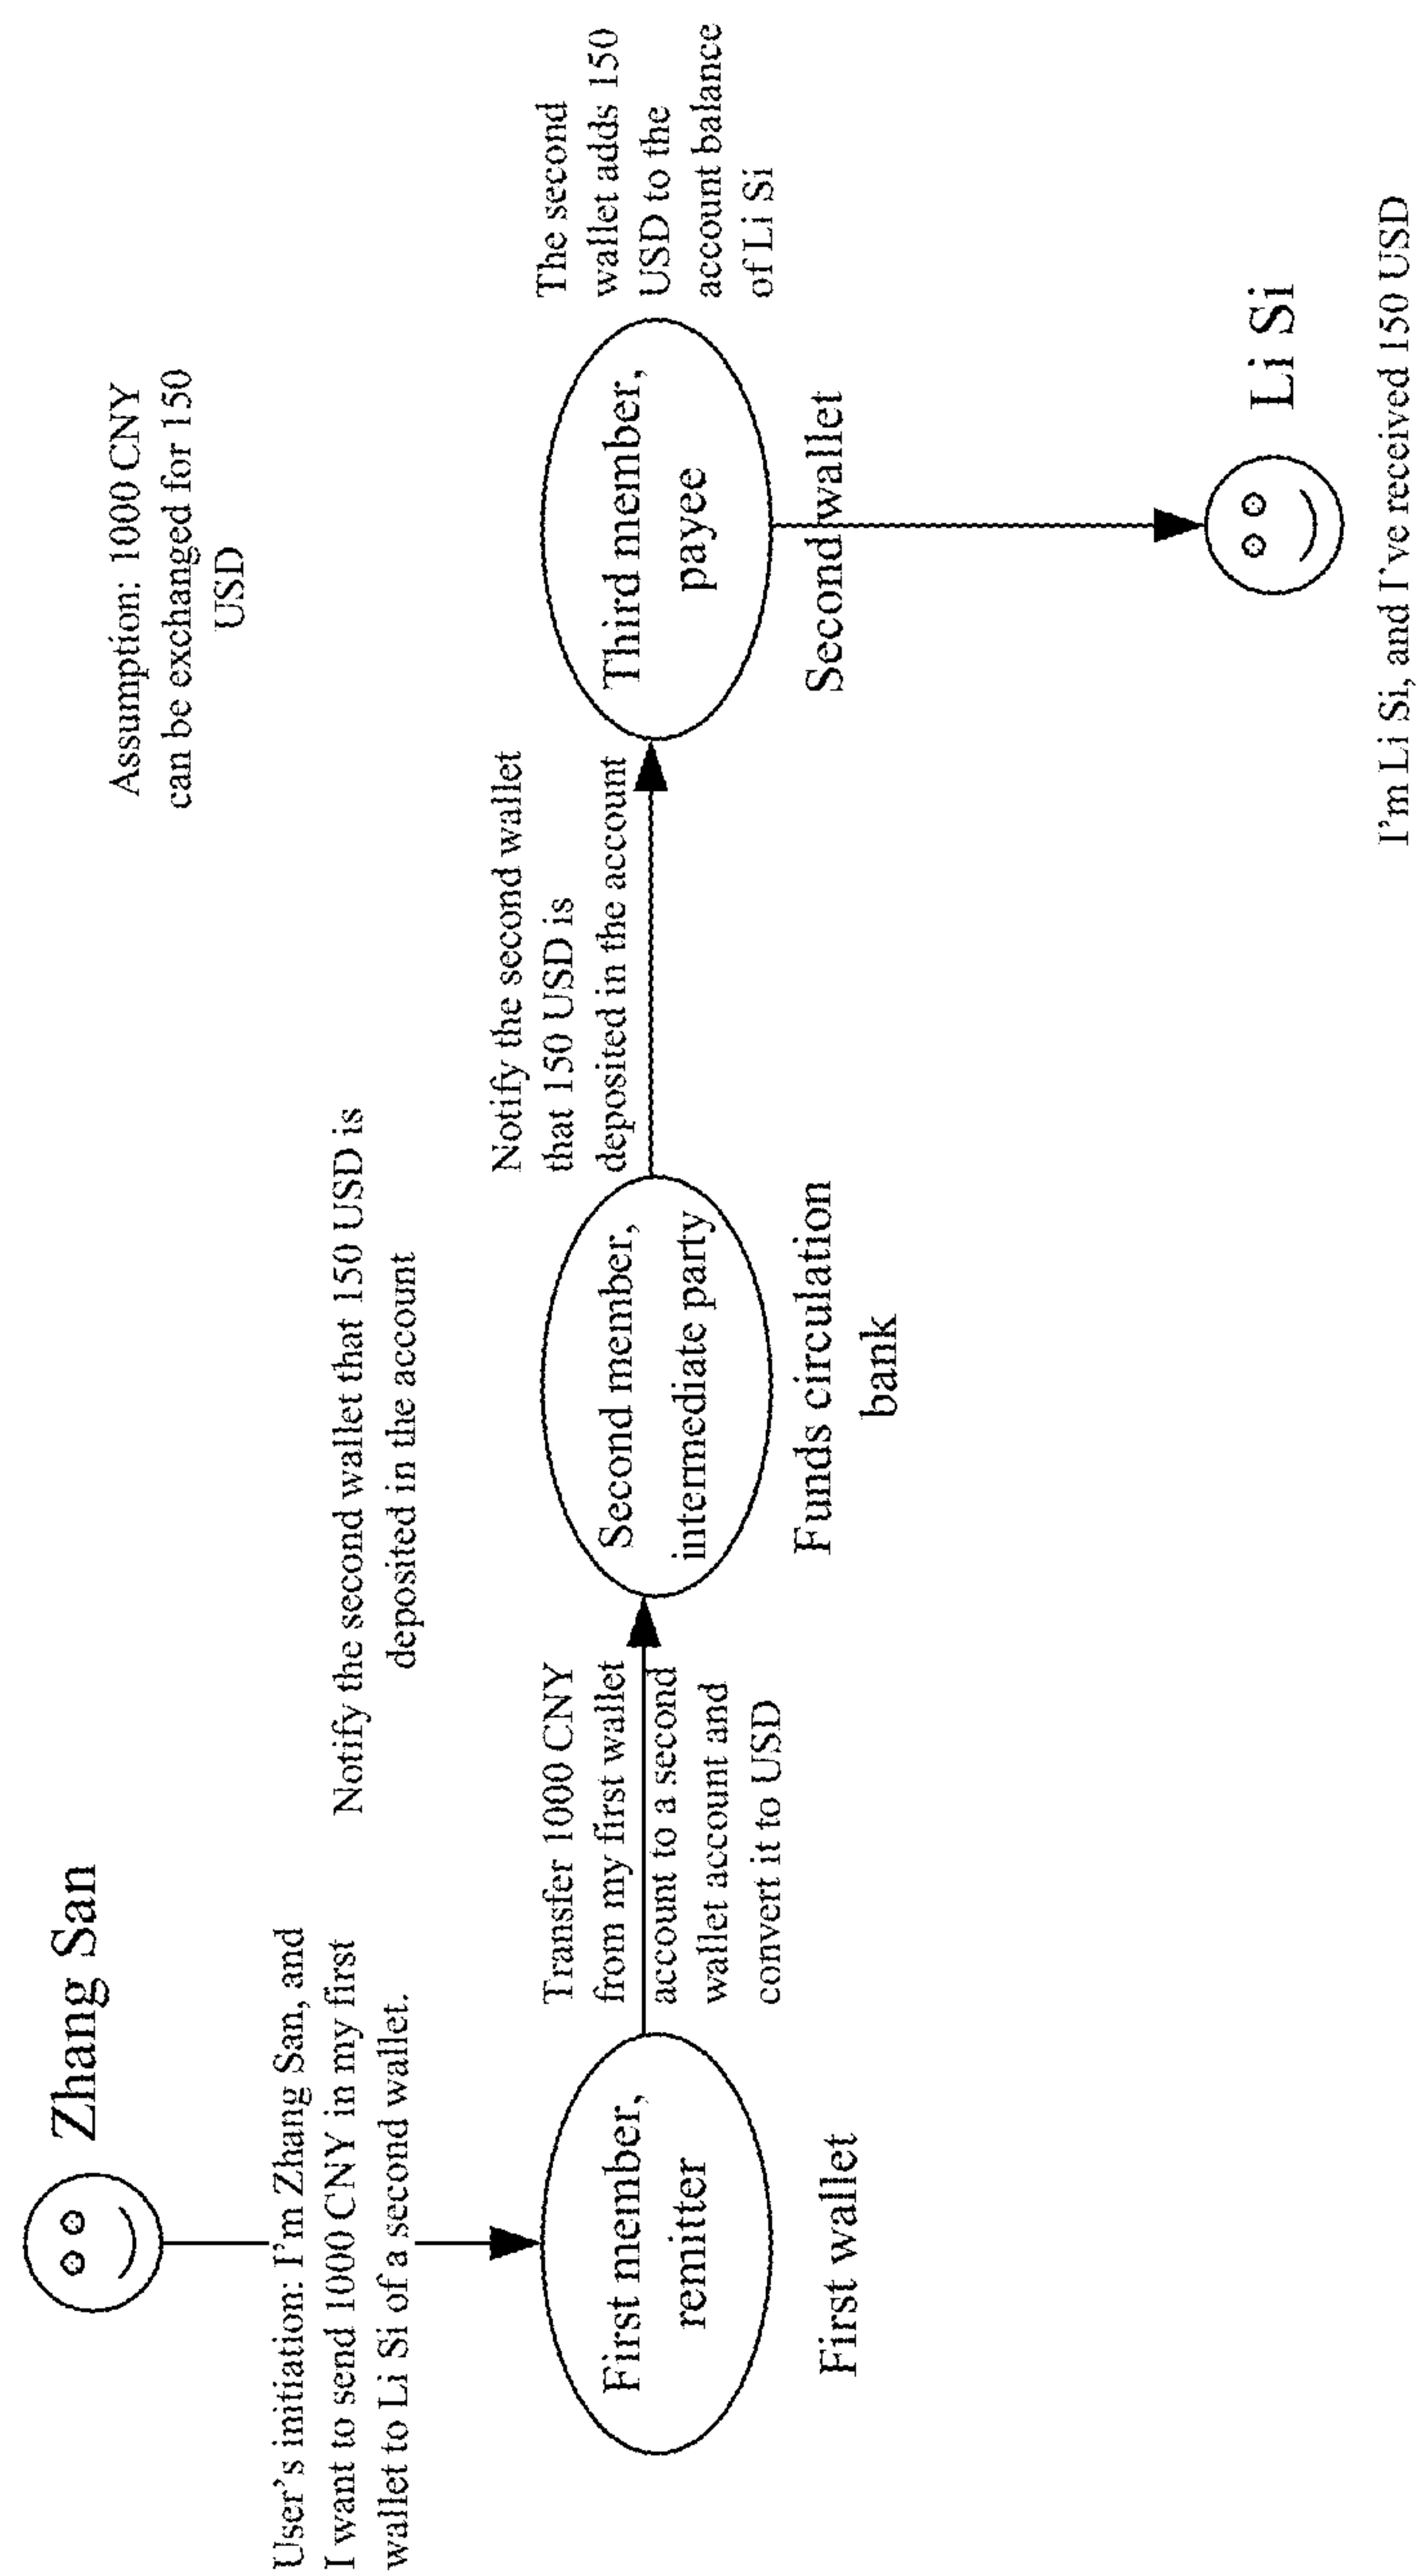 Zhang San
Assumption: 1000 CNY
can be exchanged for 150
USD
User's initiation: I'm Zhang San, and
I want to send 1000 CNY in my first
wallet to Li Si of a second wallet.
Notify the second wallet that 150 USD is
deposited in the account
Transfer 1000 CNY
from my first wallet
account to a second
wallet account and
convert it to USD
Notify the second wallet
that 150 USD is
deposited in the account
The second
wallet adds 150
USD to the
account balance
of Li Si
First member,
remitter
Second member,
intermediate party
Third member,
payee
First wallet
Funds circulation
bank
Second wallet
Li Si
I'm Li Si, and I've received 150 USD